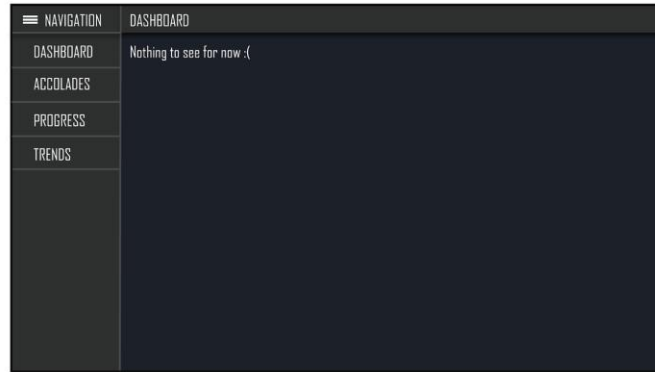 NAVIGATION
DASHBOARD
DASHBOARD
ACCOLADES
PROGRESS
TRENDS
Nothing to see for now :(